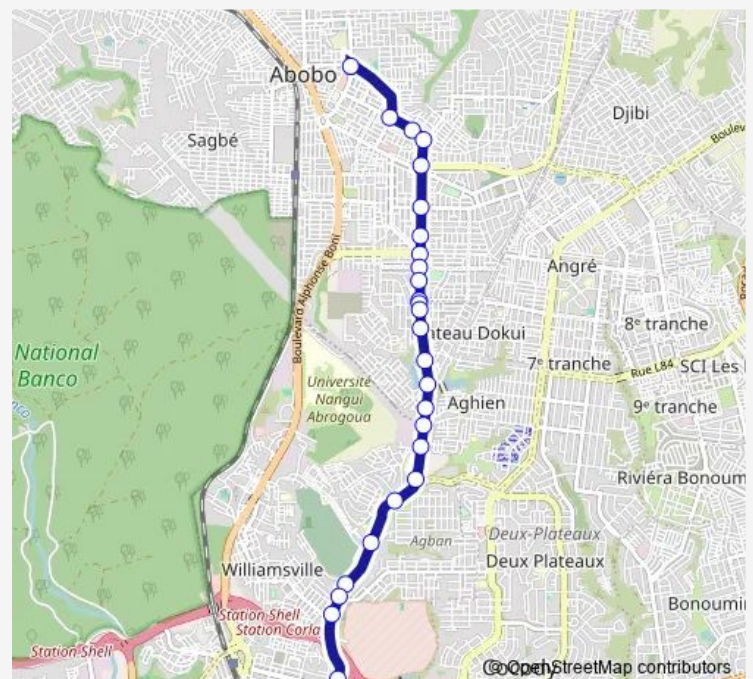 Abobo
Djibi
Sagbé
Boulevard Alphonse Boni
Angré
8ᵉ tranche
teau Dokui
National
Banco
7ᵉ tranche
Rue L84
SCI Les
Université
Nangui
Abrogoua
Aghien
9ᵉ tranche
Riviéra Bonoum
Agban
Deux-Plateaux
Deux Plateaux
Williamsville
Bonoumi
Station Shell
Station Corla
Station Shell
© OpenStreetMap contributors